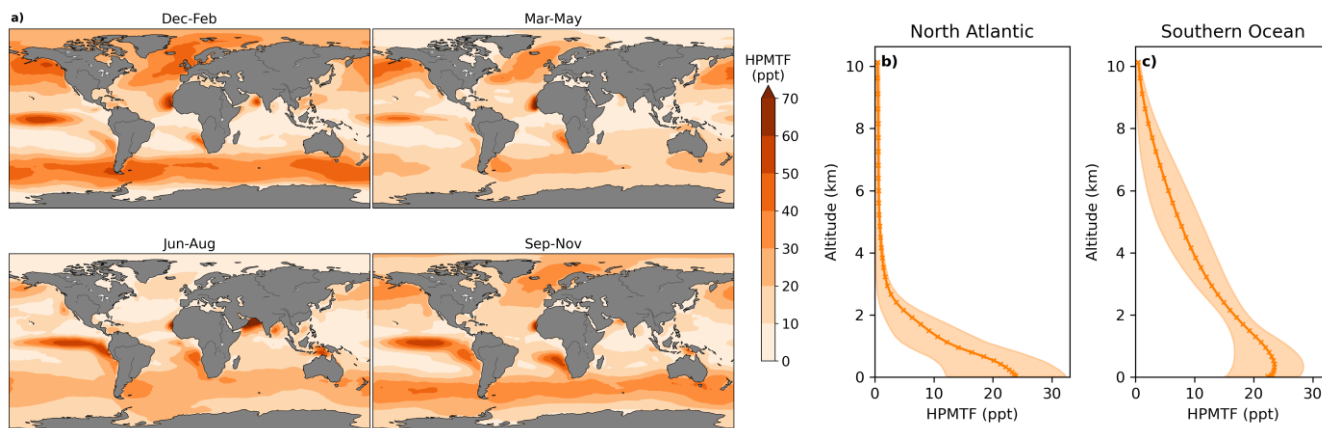 a)
Dec-Feb
Mar-May
Jun-Aug
Sep-Nov
HPMTF
(ppt)
70
60
50
40
30
20
10
0
North Atlantic
b)
10
8
6
4
2
0
Altitude (km)
0
10
20
30
HPMTF (ppt)
Southern Ocean
c)
10
8
6
4
2
0
Altitude (km)
0
10
20
30
HPMTF (ppt)